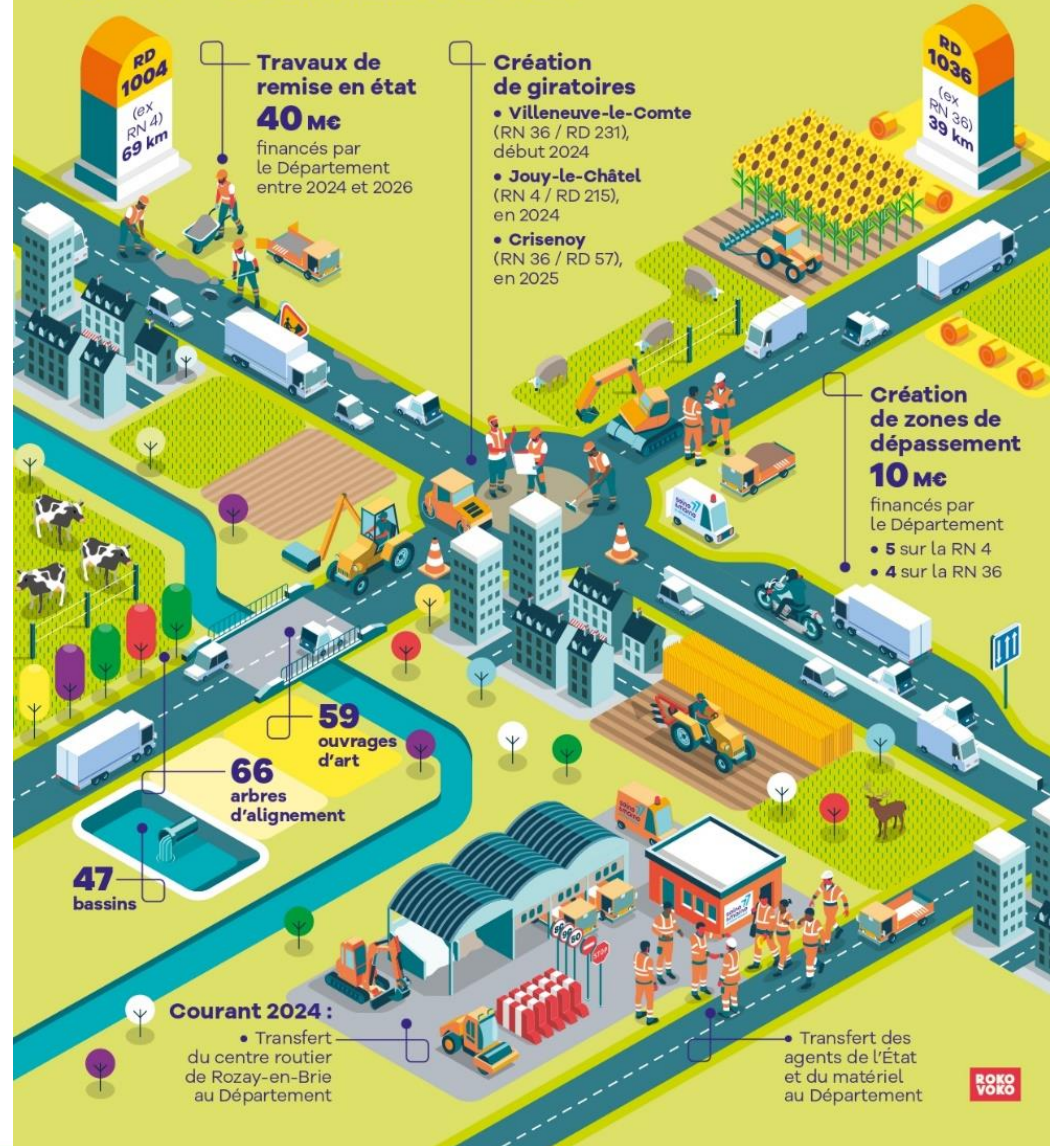 RD
1004
(ex
RN 4)
69 km
Travaux de
remise en état
40 M€
financés par
le Département
entre 2024 et 2026
Création
de giratoires
• Villeneuve-le-Comte
(RN 36 / RD 231),
début 2024
• Jouy-le-Châtel
(RN 4 / RD 215),
en 2024
• Crisenoy
(RN 36 / RD 57),
en 2025
RD
1036
(ex
RN 36)
39 km
Création
de zones de
dépassement
10 M€
financés par
le Département
• 5 sur la RN 4
• 4 sur la RN 36
59
ouvrages
d'art
66
arbres
d'alignement
47
bassins
Courant 2024 :
• Transfert
du centre routier
de Rozay-en-Brie
au Département
• Transfert des
agents de l'État
et du matériel
au Département
ROKO
VOKO